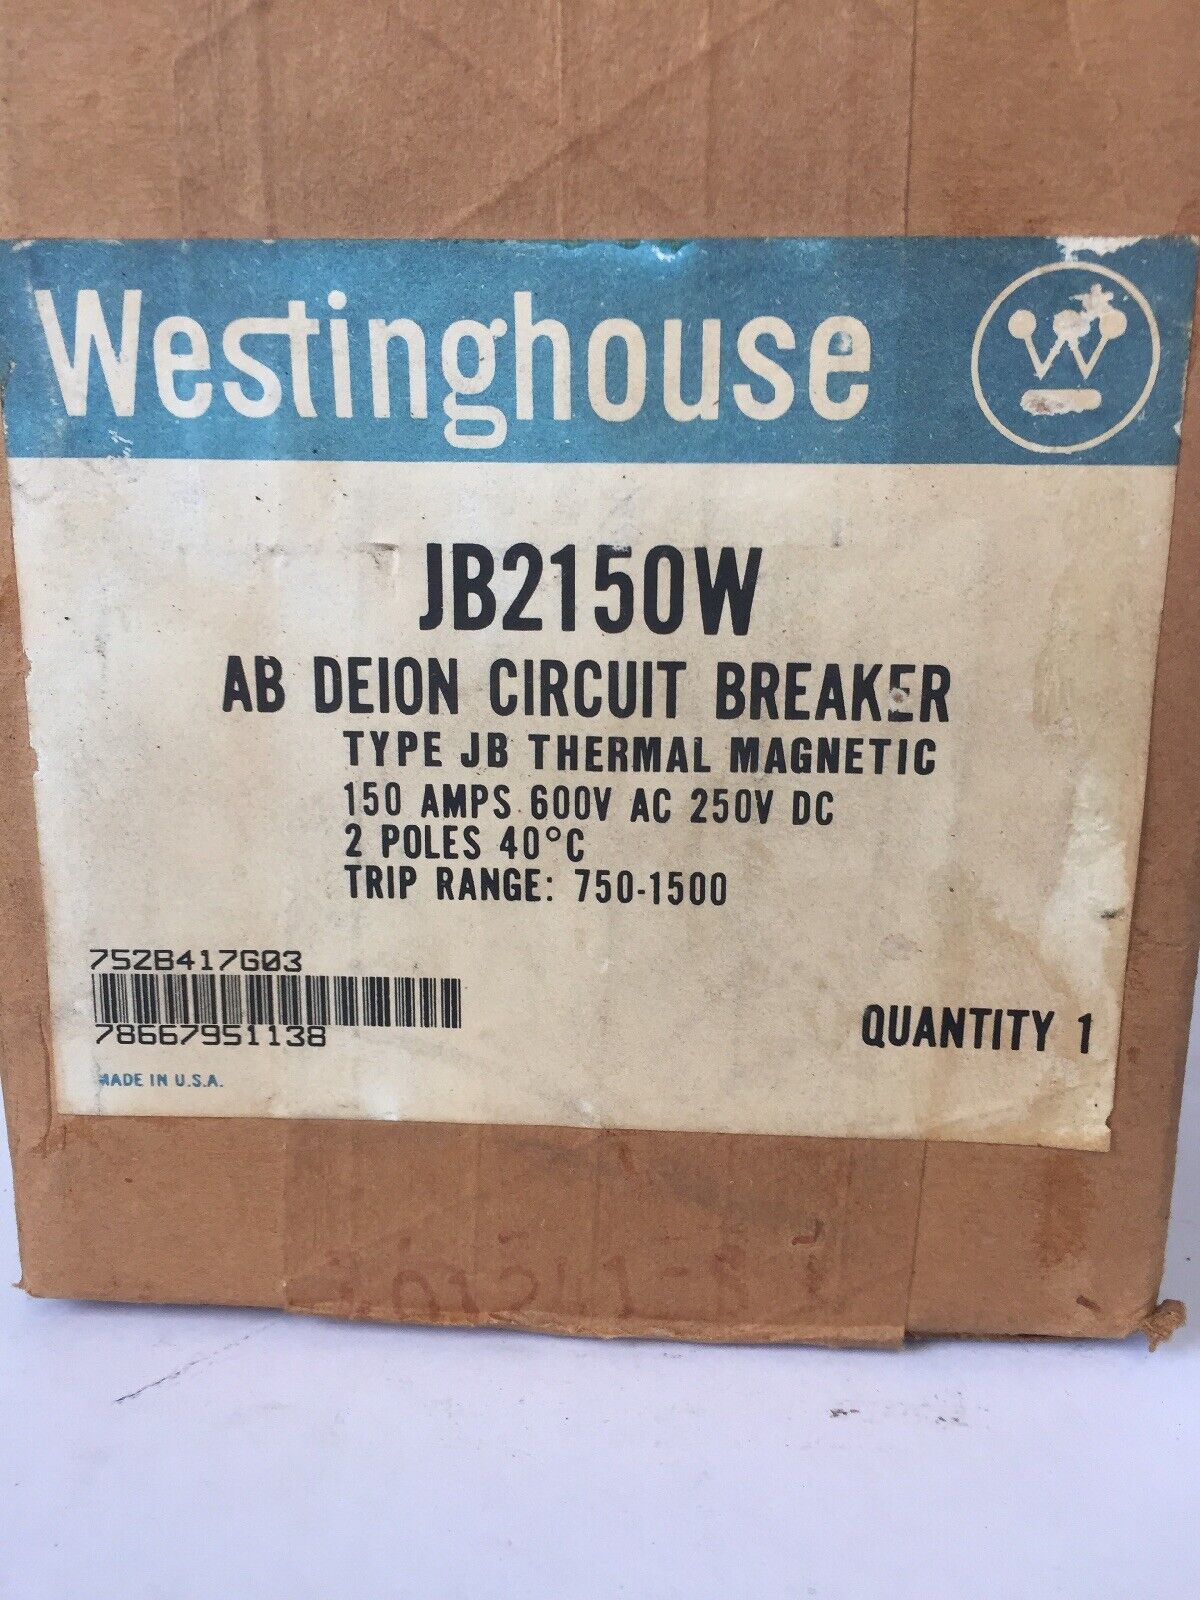 Westinghouse
JB2150W
AB DEION CIRCUIT BREAKER
TYPE JB THERMAL MAGNETIC
150 AMPS 600V AC 250V DC
2 POLES 40°C
TRIP RANGE: 750-1500
752B417G03
78667951138
QUANTITY 1
MADE IN U.S.A.